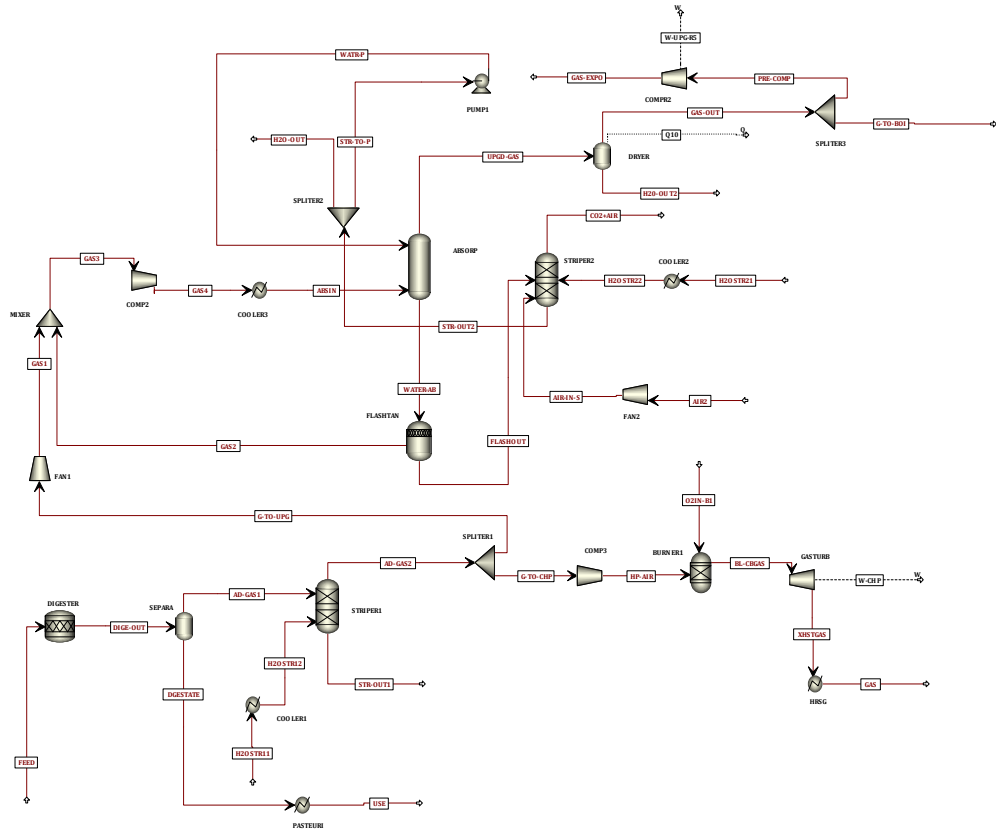 W
W-UPG-R5
WATR-P
GAS-EXPO
PRE-COMP
COMPR2
PUMP1
GAS-OUT
G-TO-BOI
Q10
Q
SPLITER3
H2O-OUT
STR-TO-P
UPGD-GAS
DRYER
H20-OUT2
SPLITER2
CO2+AIR
ABSORP
STRIPER2
COOLER2
GAS3
H2OSTR22
H2OSTR21
COMP2
GAS4
COOLER3
ABSIN
MIXER
STR-OUT2
GAS1
WATER-AB
AIR-IN-S
FAN2
AIR2
FLASHTAN
GAS2
FLASHOUT
FAN1
O2IN-B1
G-TO-UPG
SPLITER1
COMP3
BURNER1
GASTURB
AD-GAS2
G-TO-CHP
HP-AIR
BL-CBGAS
W-CHP
W
DIGESTER
SEPARA
AD-GAS1
STRIPER1
DIGE-OUT
XHSTGAS
H2OSTR12
STR-OUT1
GAS
DGESTATE
HRSG
COOLER1
H2OSTR11
FEED
USE
PASTEURI